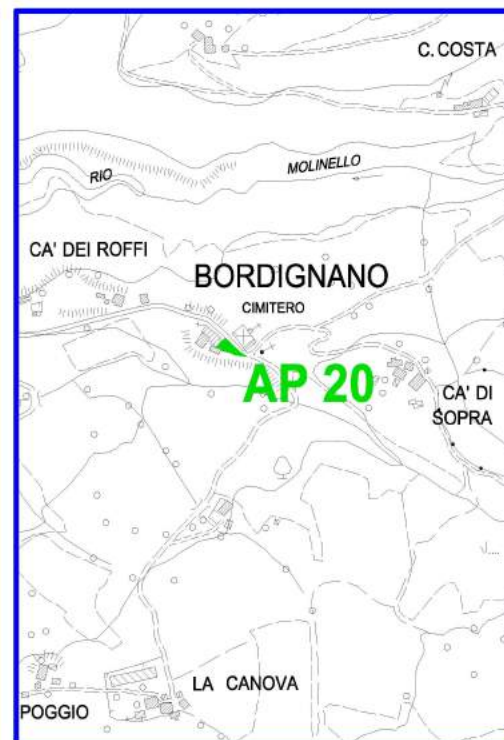 C. COSTA
RIO
MOLINELLO
CA' DEI ROFFI
BORDIGNANO
CIMITERO
AP 20
CA' DI
SOPRA
LA CANOVA
POGGIO